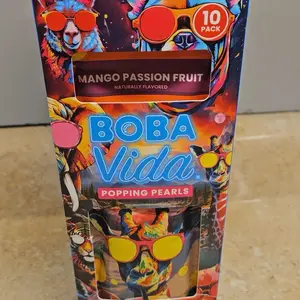 10
PACK
MANGO PASSION FRUIT
NATURALLY FLAVORED
BOBA
Vida
POPPING PEARLS